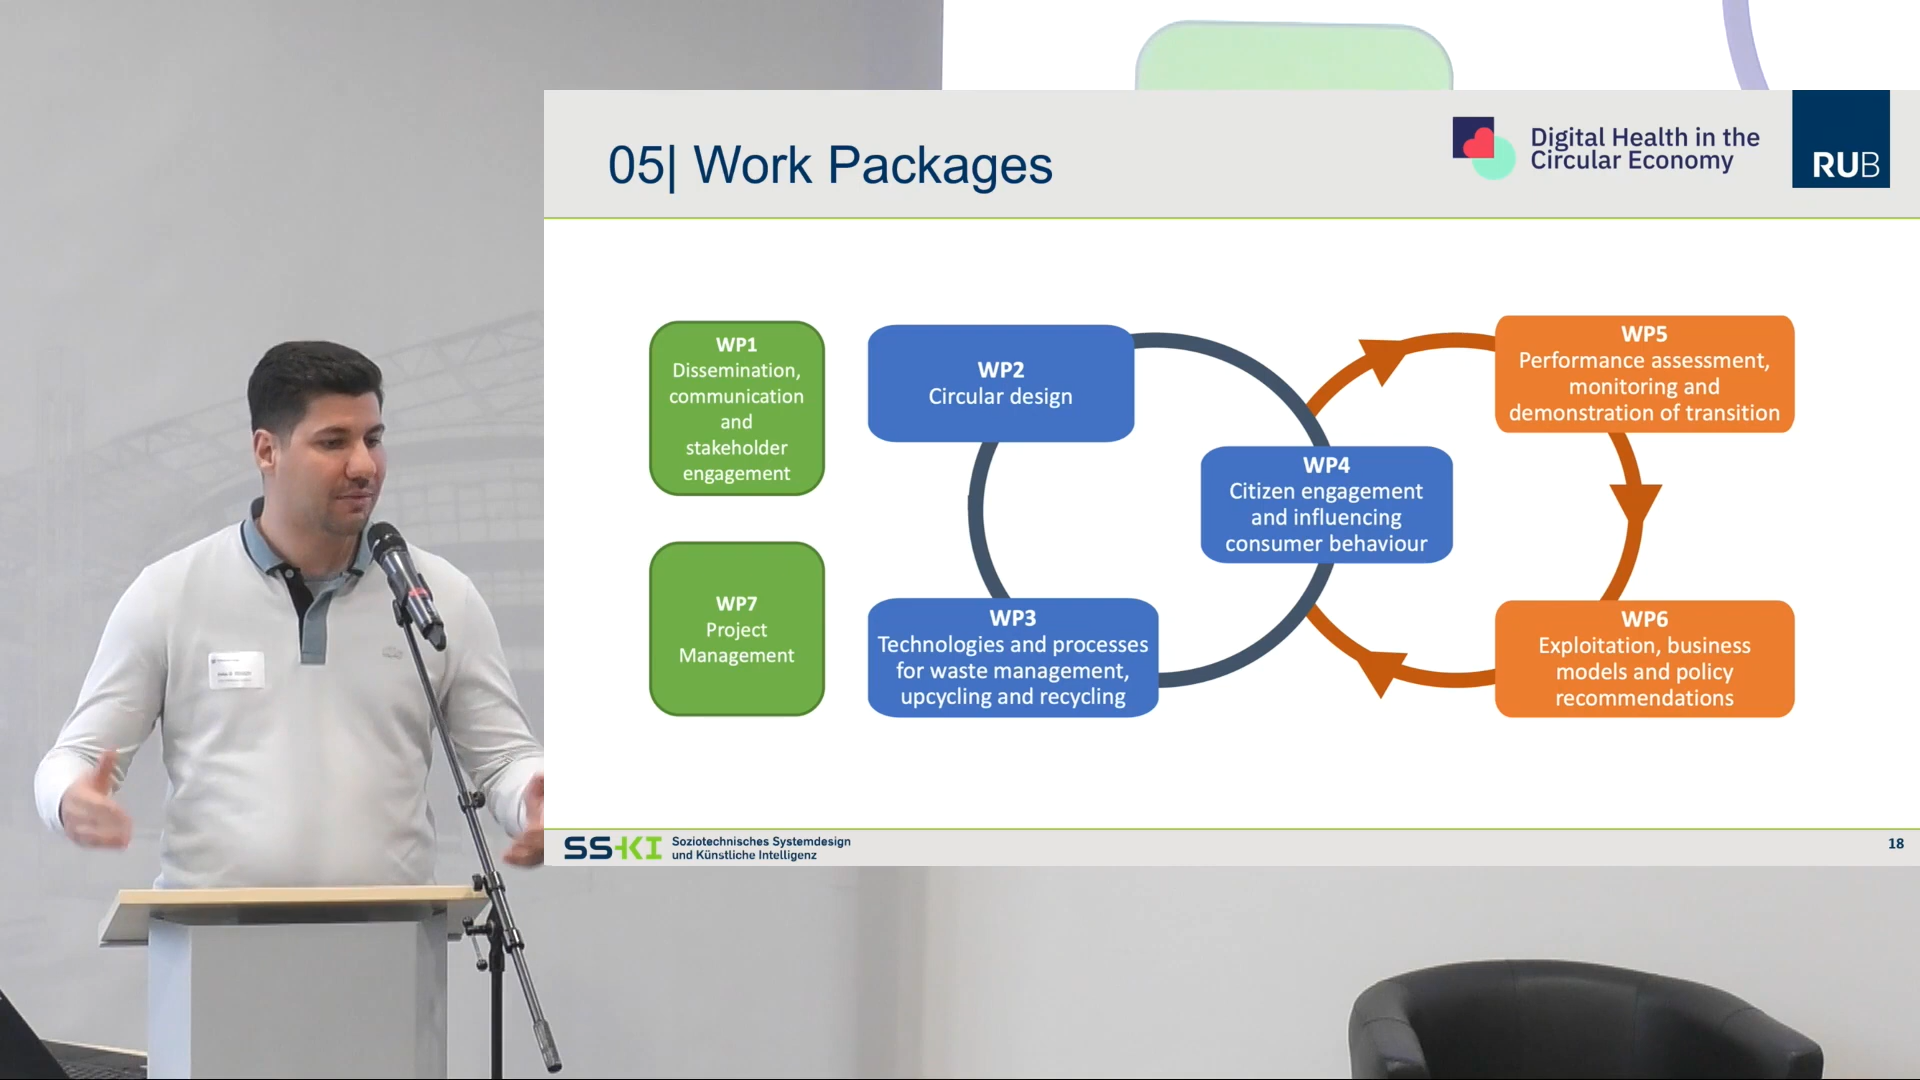 05| Work Packages
Digital Health in the
Circular Economy
RUB
WP1
Dissemination,
communication
and
stakeholder
engagement
WP7
Project
Management
WP2
Circular design
WP3
Technologies and processes
for waste management,
upcycling and recycling
WP4
Citizen engagement
and influencing
consumer behaviour
WP5
Performance assessment,
monitoring and
demonstration of transition
WP6
Exploitation, business
models and policy
recommendations
SS-KI
Soziotechnisches Systemdesign
und Künstliche Intelligenz
18